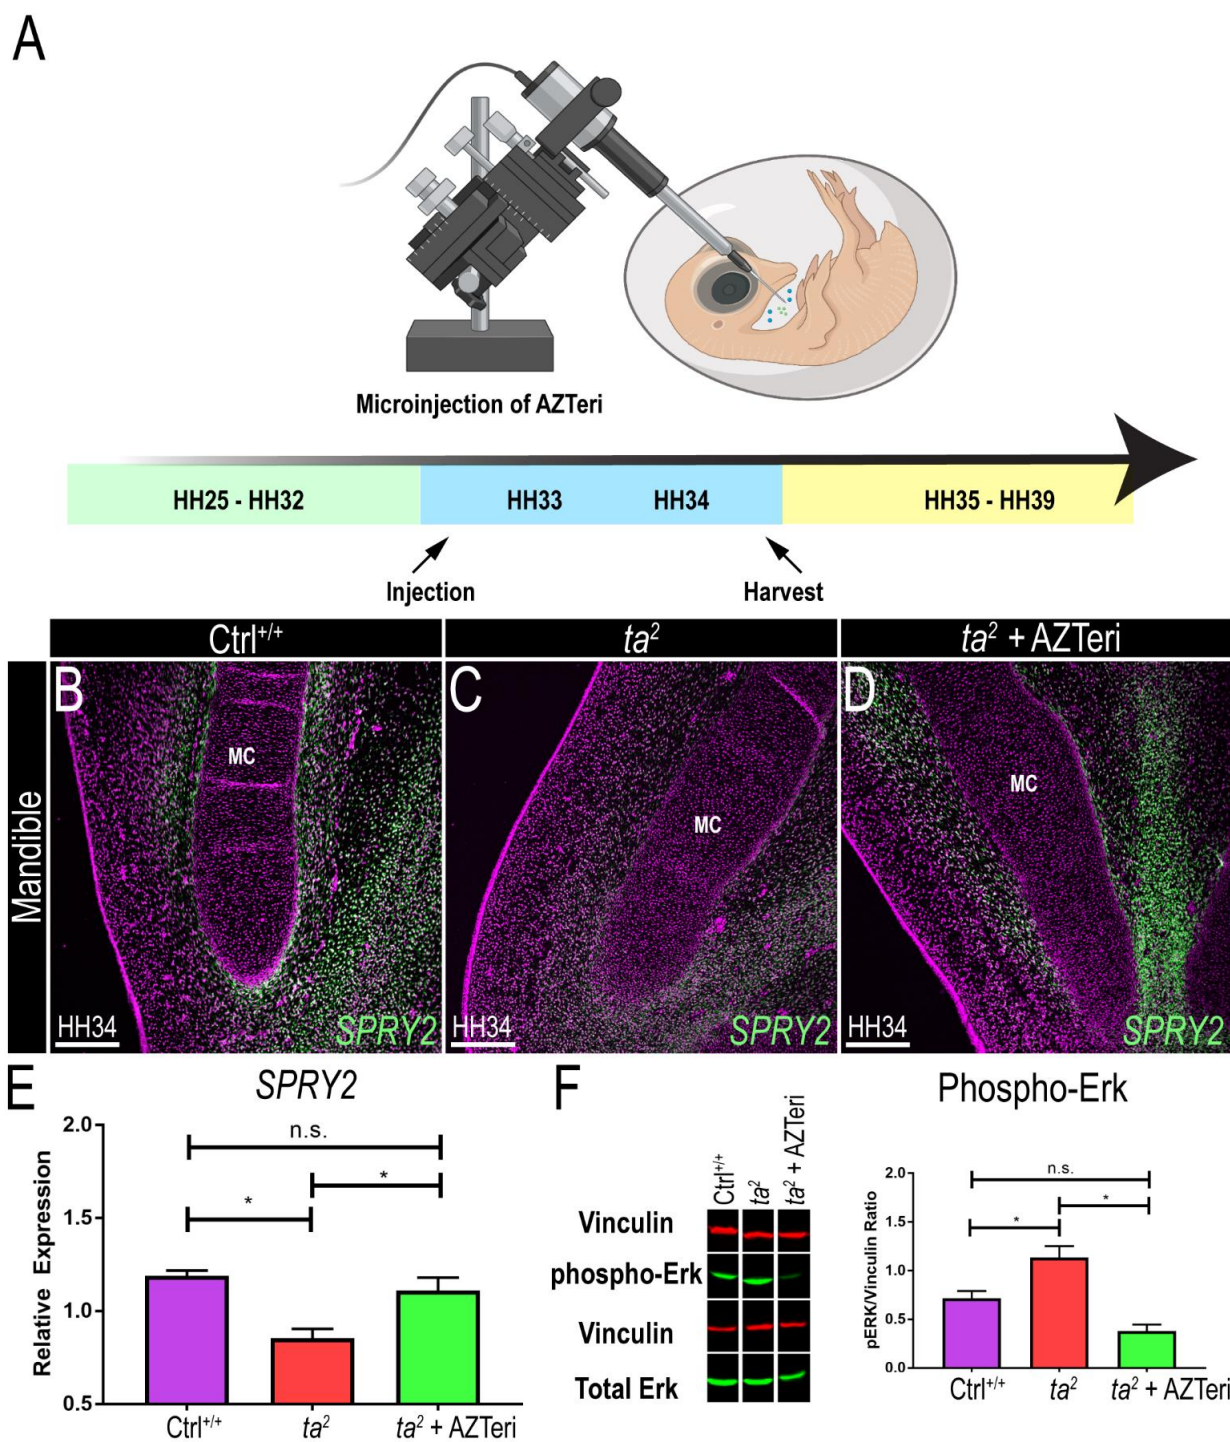 A
Microinjection of AZTeri
HH25 - HH32
HH33
HH34
HH35 - HH39
Injection
Harvest
Ctrl+/+
ta2
ta2 + AZTeri
Mandible
B
MC
HH34
SPRY2
C
MC
HH34
SPRY2
D
MC
HH34
SPRY2
E
SPRY2
Relative Expression
2.0
1.5
1.0
0.5
n.s.
*
*
Ctrl+/+
ta2
ta2 + AZTeri
F
Ctrl+/+
ta2
ta2 + AZTeri
Vinculin
phospho-Erk
Vinculin
Total Erk
Phospho-Erk
pERK/Vinculin Ratio
2.0
1.5
1.0
0.5
0.0
n.s.
*
*
Ctrl+/+
ta2
ta2 + AZTeri